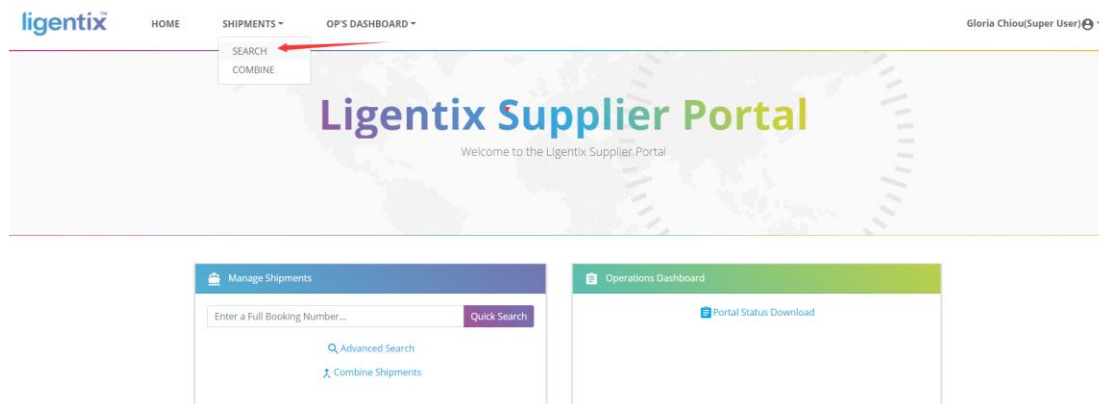 ligentix™
HOME
SHIPMENTS
OP'S DASHBOARD
Gloria Chiou(Super User)
SEARCH
COMBINE
Ligentix Supplier Portal
Welcome to the Ligentix Supplier Portal
Manage Shipments
Enter a Full Booking Number...
Quick Search
Advanced Search
Combine Shipments
Operations Dashboard
Portal Status Download